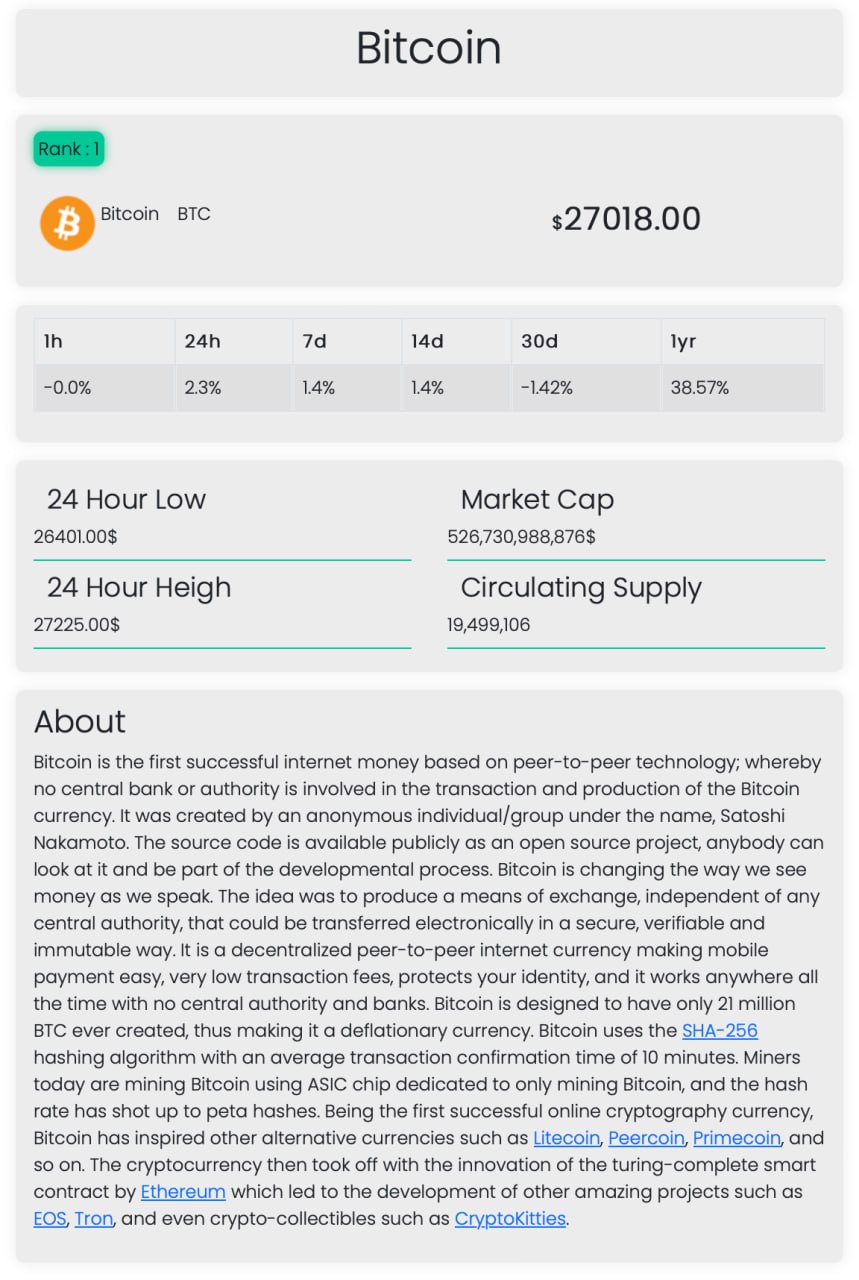 Bitcoin
Rank : 1
Bitcoin BTC $27018.00
1h 24h 7d 14d 30d 1yr
-0.0% 2.3% 1.4% 1.4% -1.42% 38.57%
24 Hour Low Market Cap
26401.00$ 526,730,988,876$
24 Hour Heigh Circulating Supply
27225.00$ 19,499,106
About
Bitcoin is the first successful internet money based on peer-to-peer technology; whereby
no central bank or authority is involved in the transaction and production of the Bitcoin
currency. It was created by an anonymous individual/group under the name, Satoshi
Nakamoto. The source code is available publicly as an open source project, anybody can
look at it and be part of the developmental process. Bitcoin is changing the way we see
money as we speak. The idea was to produce a means of exchange, independent of any
central authority, that could be transferred electronically in a secure, verifiable and
immutable way. It is a decentralized peer-to-peer internet currency making mobile
payment easy, very low transaction fees, protects your identity, and it works anywhere all
the time with no central authority and banks. Bitcoin is designed to have only 21 million
BTC ever created, thus making it a deflationary currency. Bitcoin uses the SHA-256
hashing algorithm with an average transaction confirmation time of 10 minutes. Miners
today are mining Bitcoin using ASIC chip dedicated to only mining Bitcoin, and the hash
rate has shot up to peta hashes. Being the first successful online cryptography currency,
Bitcoin has inspired other alternative currencies such as Litecoin, Peercoin, Primecoin, and
so on. The cryptocurrency then took off with the innovation of the turing-complete smart
contract by Ethereum which led to the development of other amazing projects such as
EOS, Tron, and even crypto-collectibles such as CryptoKitties.